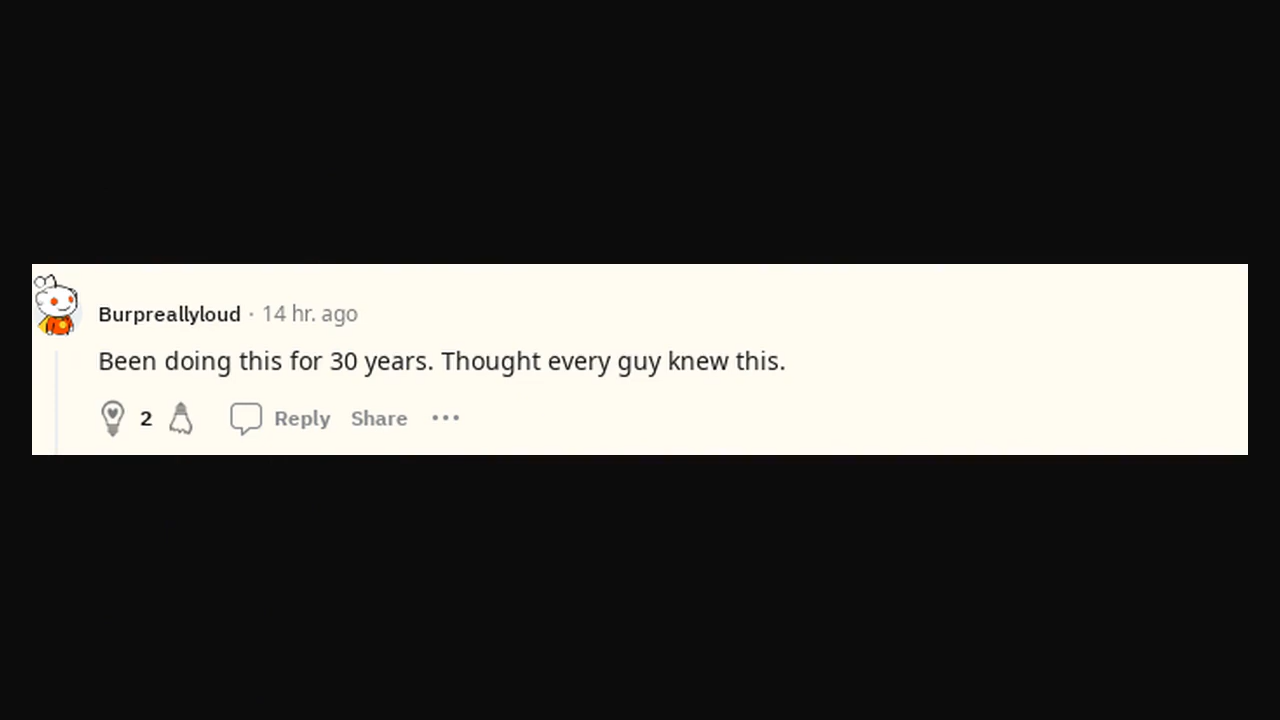 Burpreallyloud · 14 hr. ago
Been doing this for 30 years. Thought every guy knew this.
2 Reply Share ...